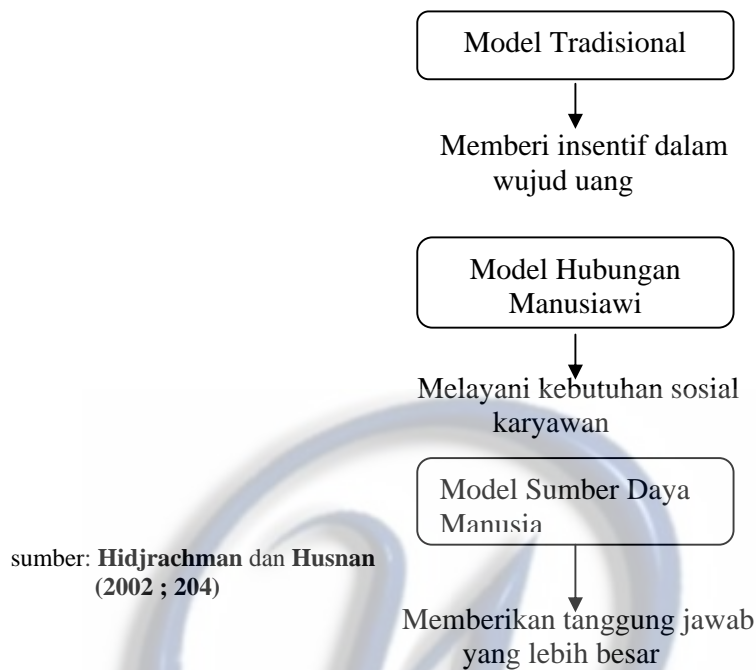 Model Tradisional
Memberi insentif dalam
wujud uang
Model Hubungan
Manusiawi
Melayani kebutuhan sosial
karyawan
Model Sumber Daya
Manusia
sumber: Hidjrachman dan Husnan
(2002 ; 204)
Memberikan tanggung jawab
yang lebih besar